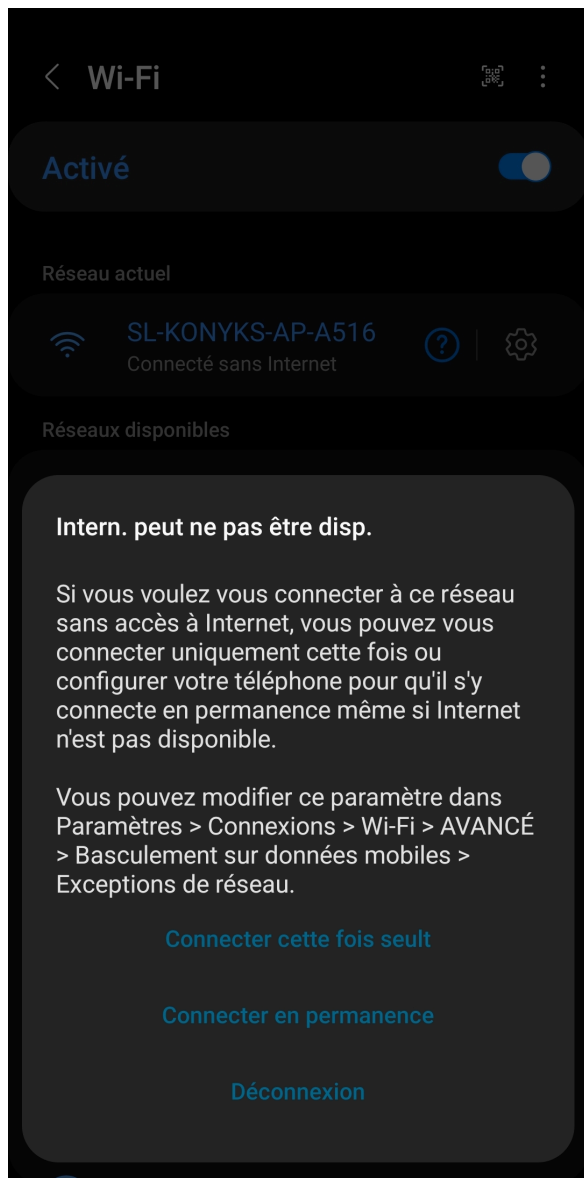 Wi-Fi
Activé
Réseau actuel
SL-KONYKS-AP-A516
Connecté sans Internet
Réseaux disponibles
Intern. peut ne pas être disp.
Si vous voulez vous connecter à ce réseau
sans accès à Internet, vous pouvez vous
connecter uniquement cette fois ou
configurer votre téléphone pour qu'il s'y
connecte en permanence même si Internet
n'est pas disponible.
Vous pouvez modifier ce paramètre dans
Paramètres > Connexions > Wi-Fi > AVANCÉ
> Basculement sur données mobiles >
Exceptions de réseau.
Connecter cette fois seult
Connecter en permanence
Déconnexion